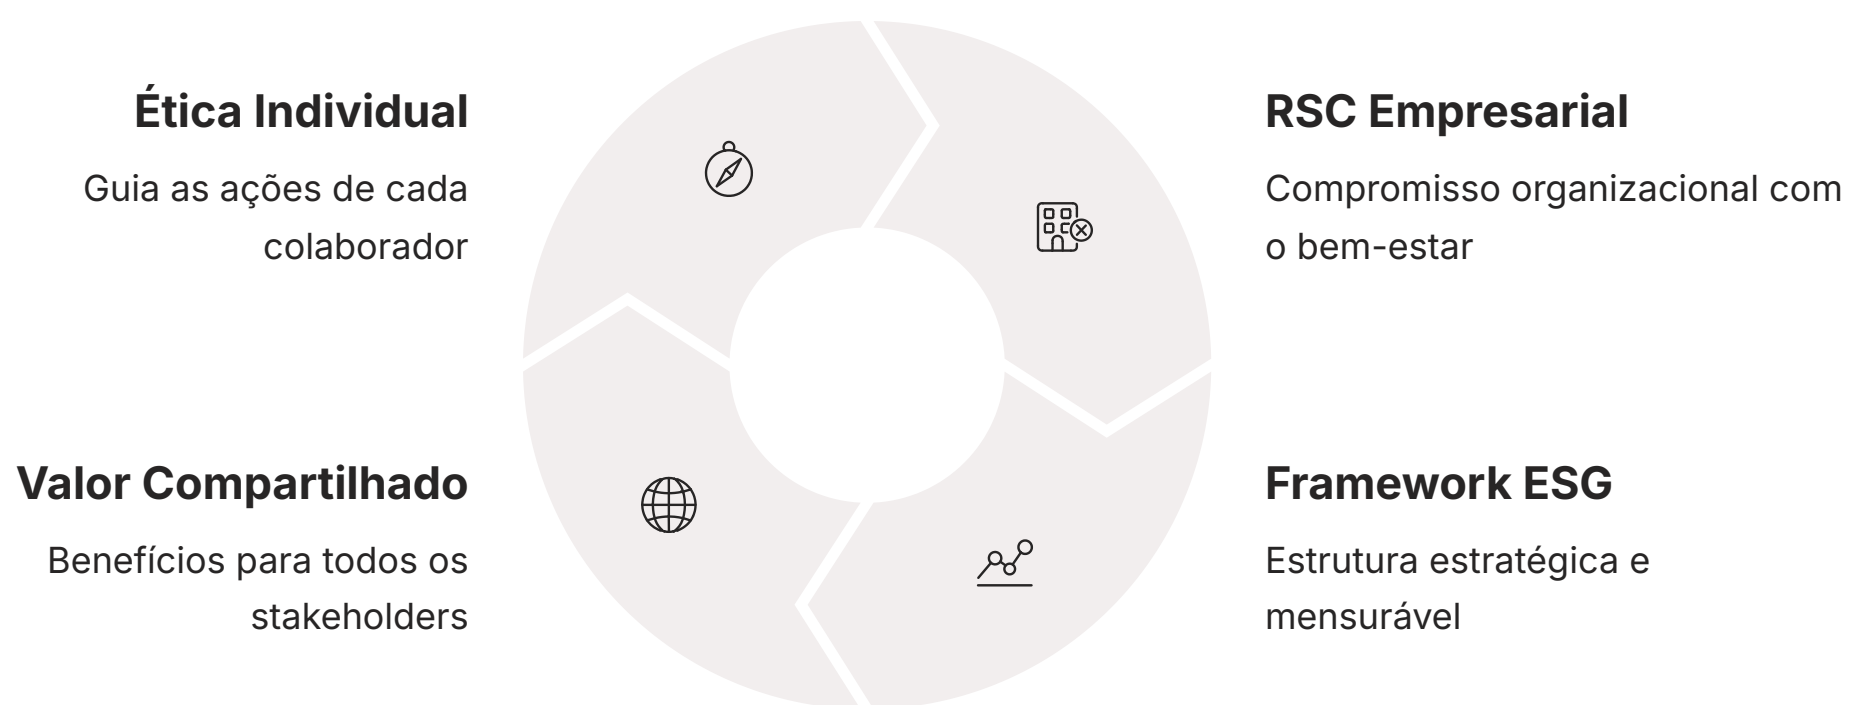 Ética Individual
Guia as ações de cada
colaborador
RSC Empresarial
Compromisso organizacional com
o bem-estar
Valor Compartilhado
Benefícios para todos os
stakeholders
Framework ESG
Estrutura estratégica e
mensurável